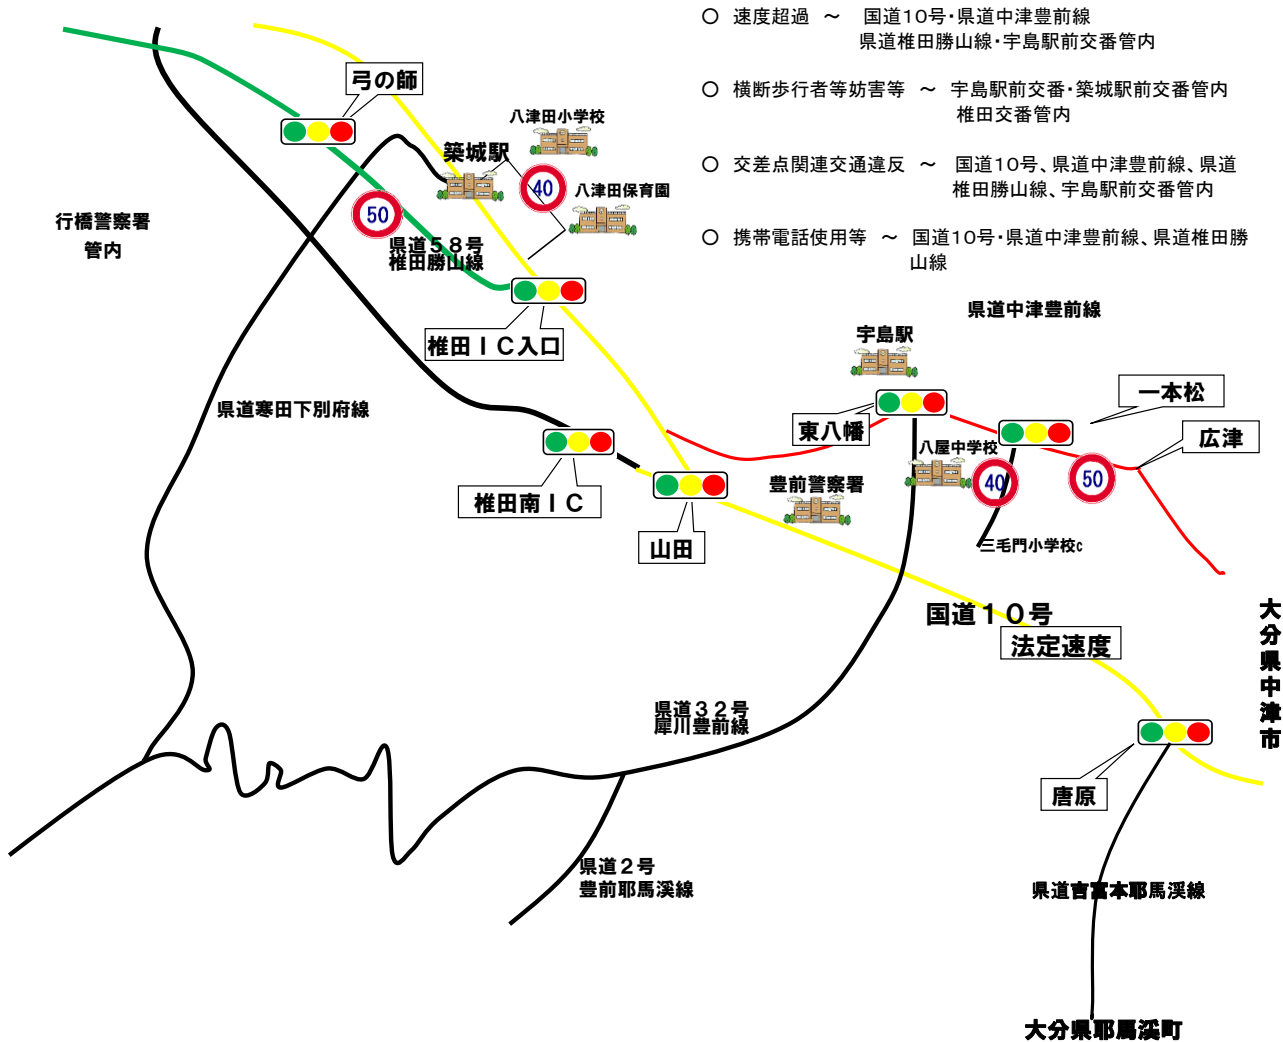 ○ 速度超過 ～ 国道10号・県道中津豊前線
県道椎田勝山線・宇島駅前交番管内
○ 横断歩行者等妨害等 ～ 宇島駅前交番・築城駅前交番管内
椎田交番管内
○ 交差点関連交通違反 ～ 国道10号、県道中津豊前線、県道
椎田勝山線、宇島駅前交番管内
○ 携帯電話使用等 ～ 国道10号・県道中津豊前線、県道椎田勝
山線
弓の師
八津田小学校
築城駅
40
八津田保育園
50
行橋警察署
管内
県道５８号
椎田勝山線
県道中津豊前線
椎田ＩＣ入口
宇島駅
一本松
県道寒田下別府線
東八幡
広津
八屋中学校
40
50
椎田南ＩＣ
豊前警察署
山田
三毛門小学校c
国道１０号
法定速度
大分県中津市
県道３２号
犀川豊前線
唐原
県道２号
豊前耶馬溪線
県道吉富本耶馬溪線
大分県耶馬溪町